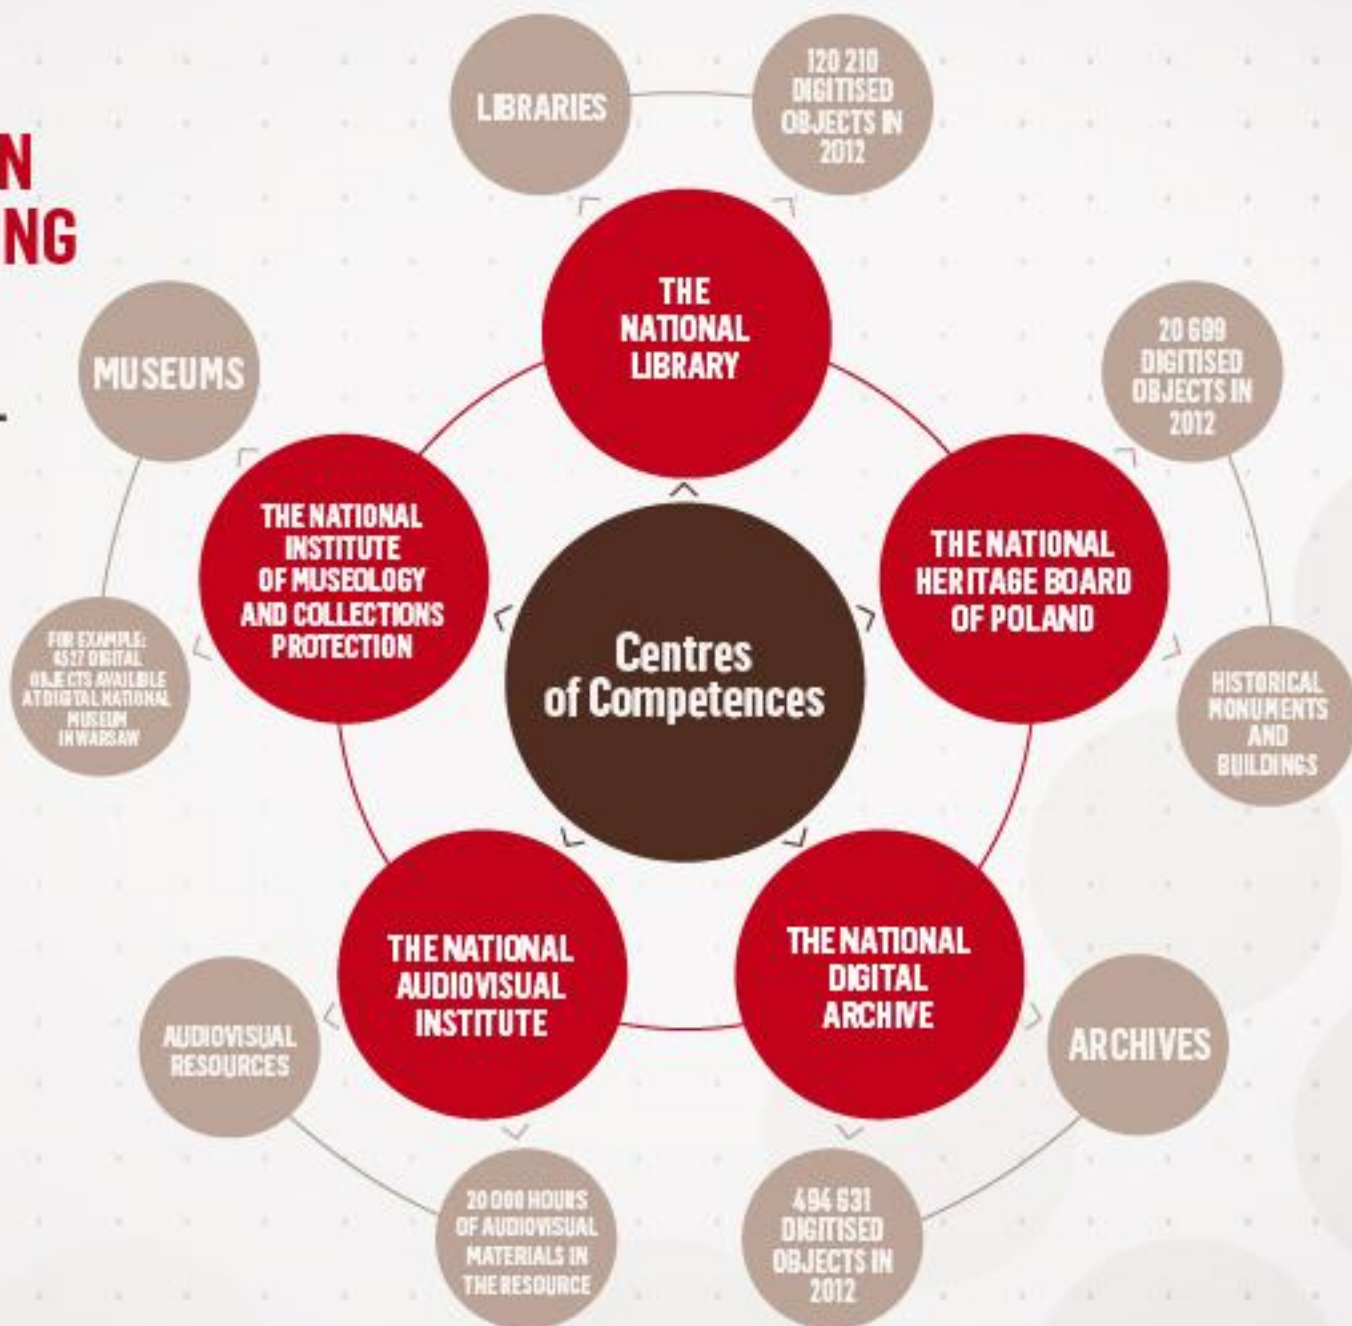 N
NG
LIBRARIES
120 210
DIGITISED
OBJECTS IN
2012
THE
NATIONAL
LIBRARY
MUSEUMS
20 699
DIGITISED
OBJECTS IN
2012
THE NATIONAL
INSTITUTE
OF MUSEOLOGY
AND COLLECTIONS
PROTECTION
THE NATIONAL
HERITAGE BOARD
OF POLAND
Centres
of Competences
FOR EXAMPLE:
DIGITAL
OBJECTS AVAILIBLE
AT DIGITAL NATIONAL
MUSEUM
IN WARSAW
HISTORICAL
MONUMENTS
AND
BUILDINGS
THE NATIONAL
AUDIOVISUAL
INSTITUTE
THE NATIONAL
DIGITAL
ARCHIVE
AUDIOVISUAL
RESOURCES
ARCHIVES
20 000 HOURS
OF AUDIOVISUAL
MATERIALS IN
THE RESOURCE
494 631
DIGITISED
OBJECTS IN
2012